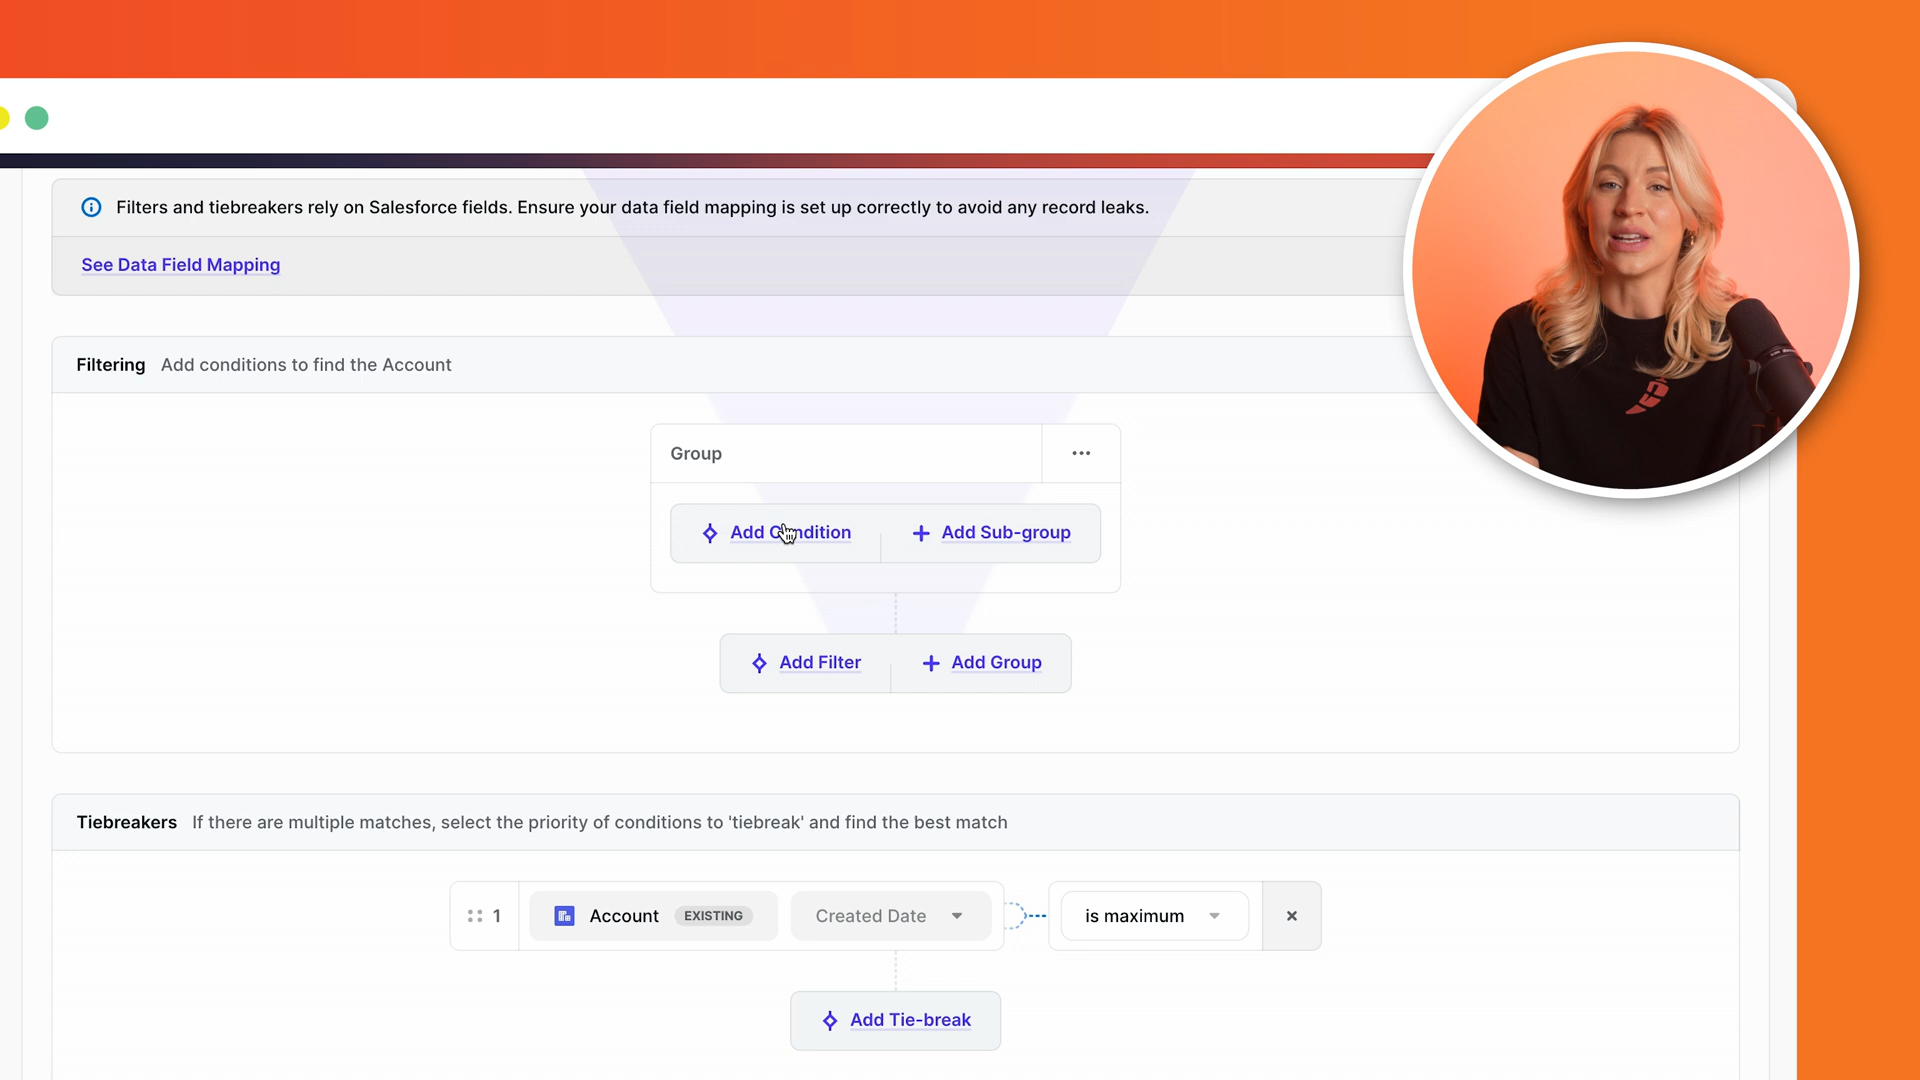 Filters and tiebreakers rely on Salesforce fields. Ensure your data field mapping is set up correctly to avoid any record leaks.
See Data Field Mapping
Filtering Add conditions to find the Account
Group
Add Condition Add Sub-group
Add Filter Add Group
Tiebreakers If there are multiple matches, select the priority of conditions to 'tiebreak' and find the best match
1 Account EXISTING Created Date is maximum
Add Tie-break